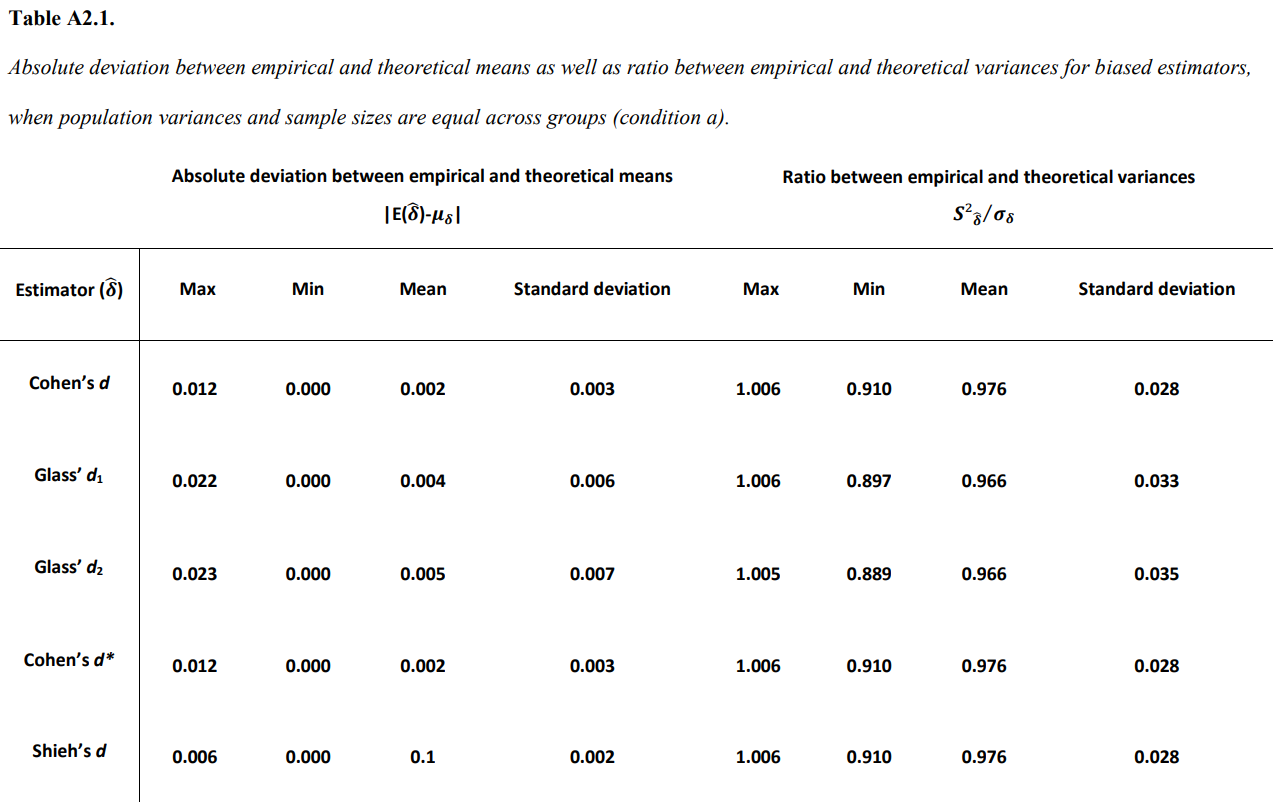 Table A2.1.
Absolute deviation between empirical and theoretical means as well as ratio between empirical and theoretical variances for biased estimators,
when population variances and sample sizes are equal across groups (condition a).
Absolute deviation between empirical and theoretical means Ratio between empirical and theoretical variances
|E(δ̂)-μ_δ| S²_δ̂/σ_δ
Estimator (δ̂) Max Min Mean Standard deviation Max Min Mean Standard deviation
Cohen’s d 0.012 0.000 0.002 0.003 1.006 0.910 0.976 0.028
Glass’ d₁ 0.022 0.000 0.004 0.006 1.006 0.897 0.966 0.033
Glass’ d₂ 0.023 0.000 0.005 0.007 1.005 0.889 0.966 0.035
Cohen’s d* 0.012 0.000 0.002 0.003 1.006 0.910 0.976 0.028
Shieh’s d 0.006 0.000 0.1 0.002 1.006 0.910 0.976 0.028